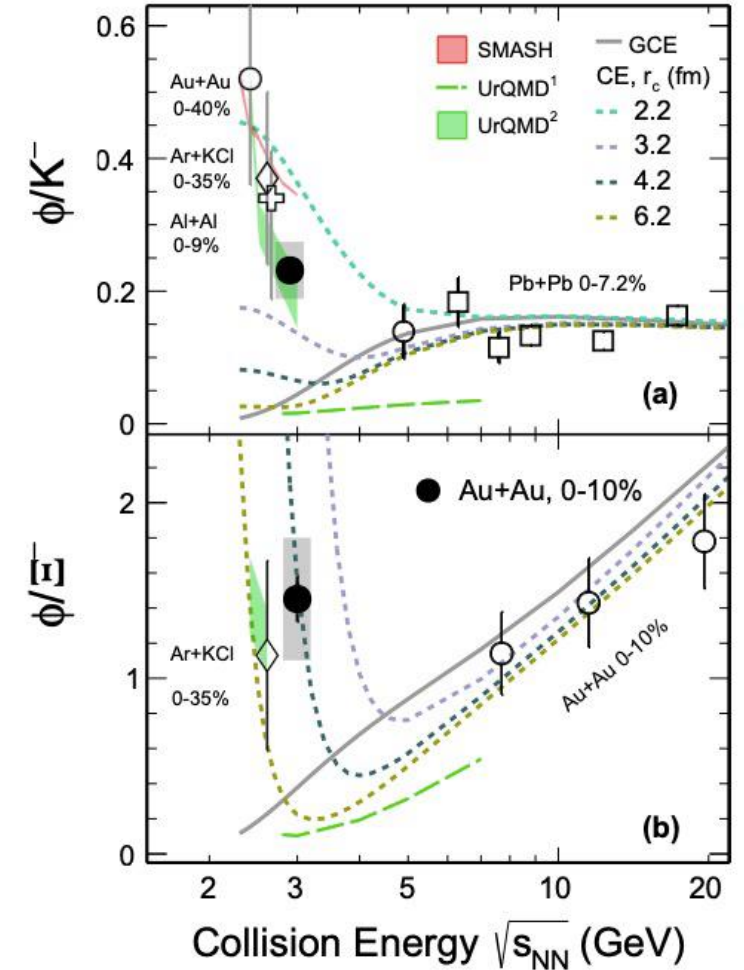 0.6
0.4
0.2
0
ϕ/K⁻
Au+Au
0-40%
Ar+KCl
0-35%
Al+Al
0-9%
SMASH
UrQMD¹
UrQMD²
GCE
CE, r_c (fm)
2.2
3.2
4.2
6.2
Pb+Pb 0-7.2%
(a)
2
1
0
ϕ/Ξ⁻
Au+Au, 0-10%
Ar+KCl
0-35%
Au+Au 0-10%
(b)
2 3 5 10 20
Collision Energy √s_NN (GeV)